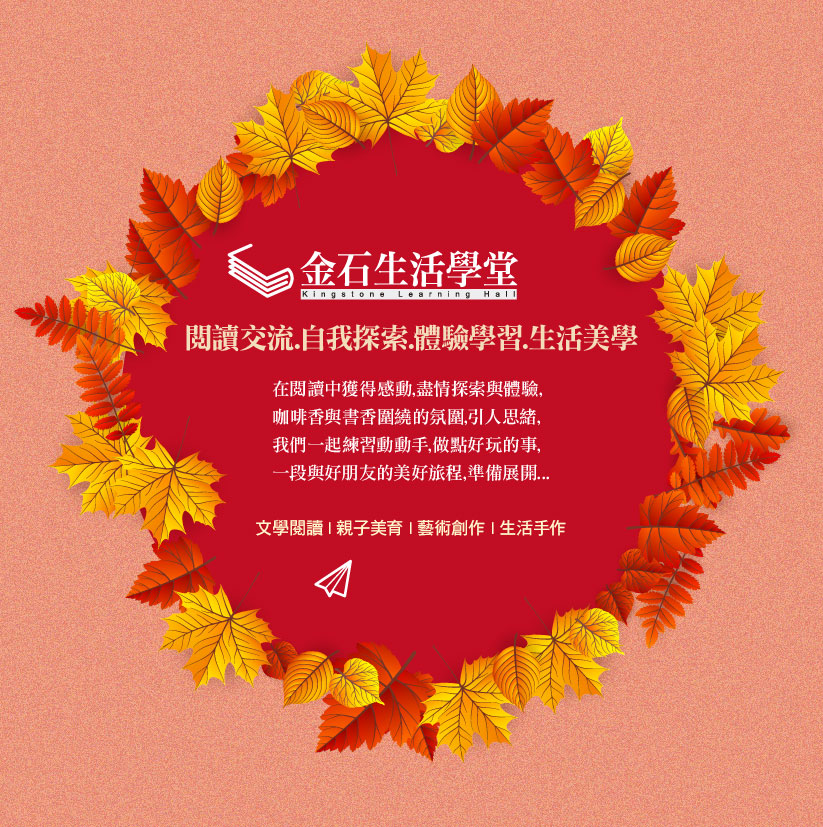 金石生活學堂
Kingstone Learning Hall
閱讀交流.自我探索.體驗學習.生活美學
在閱讀中獲得感動,盡情探索與體驗,
咖啡香與書香圍繞的氛圍,引人思緒,
我們一起練習動動手,做點好玩的事,
一段與好朋友的美好旅程,準備展開...
文學閱讀 | 親子美育 | 藝術創作 | 生活手作